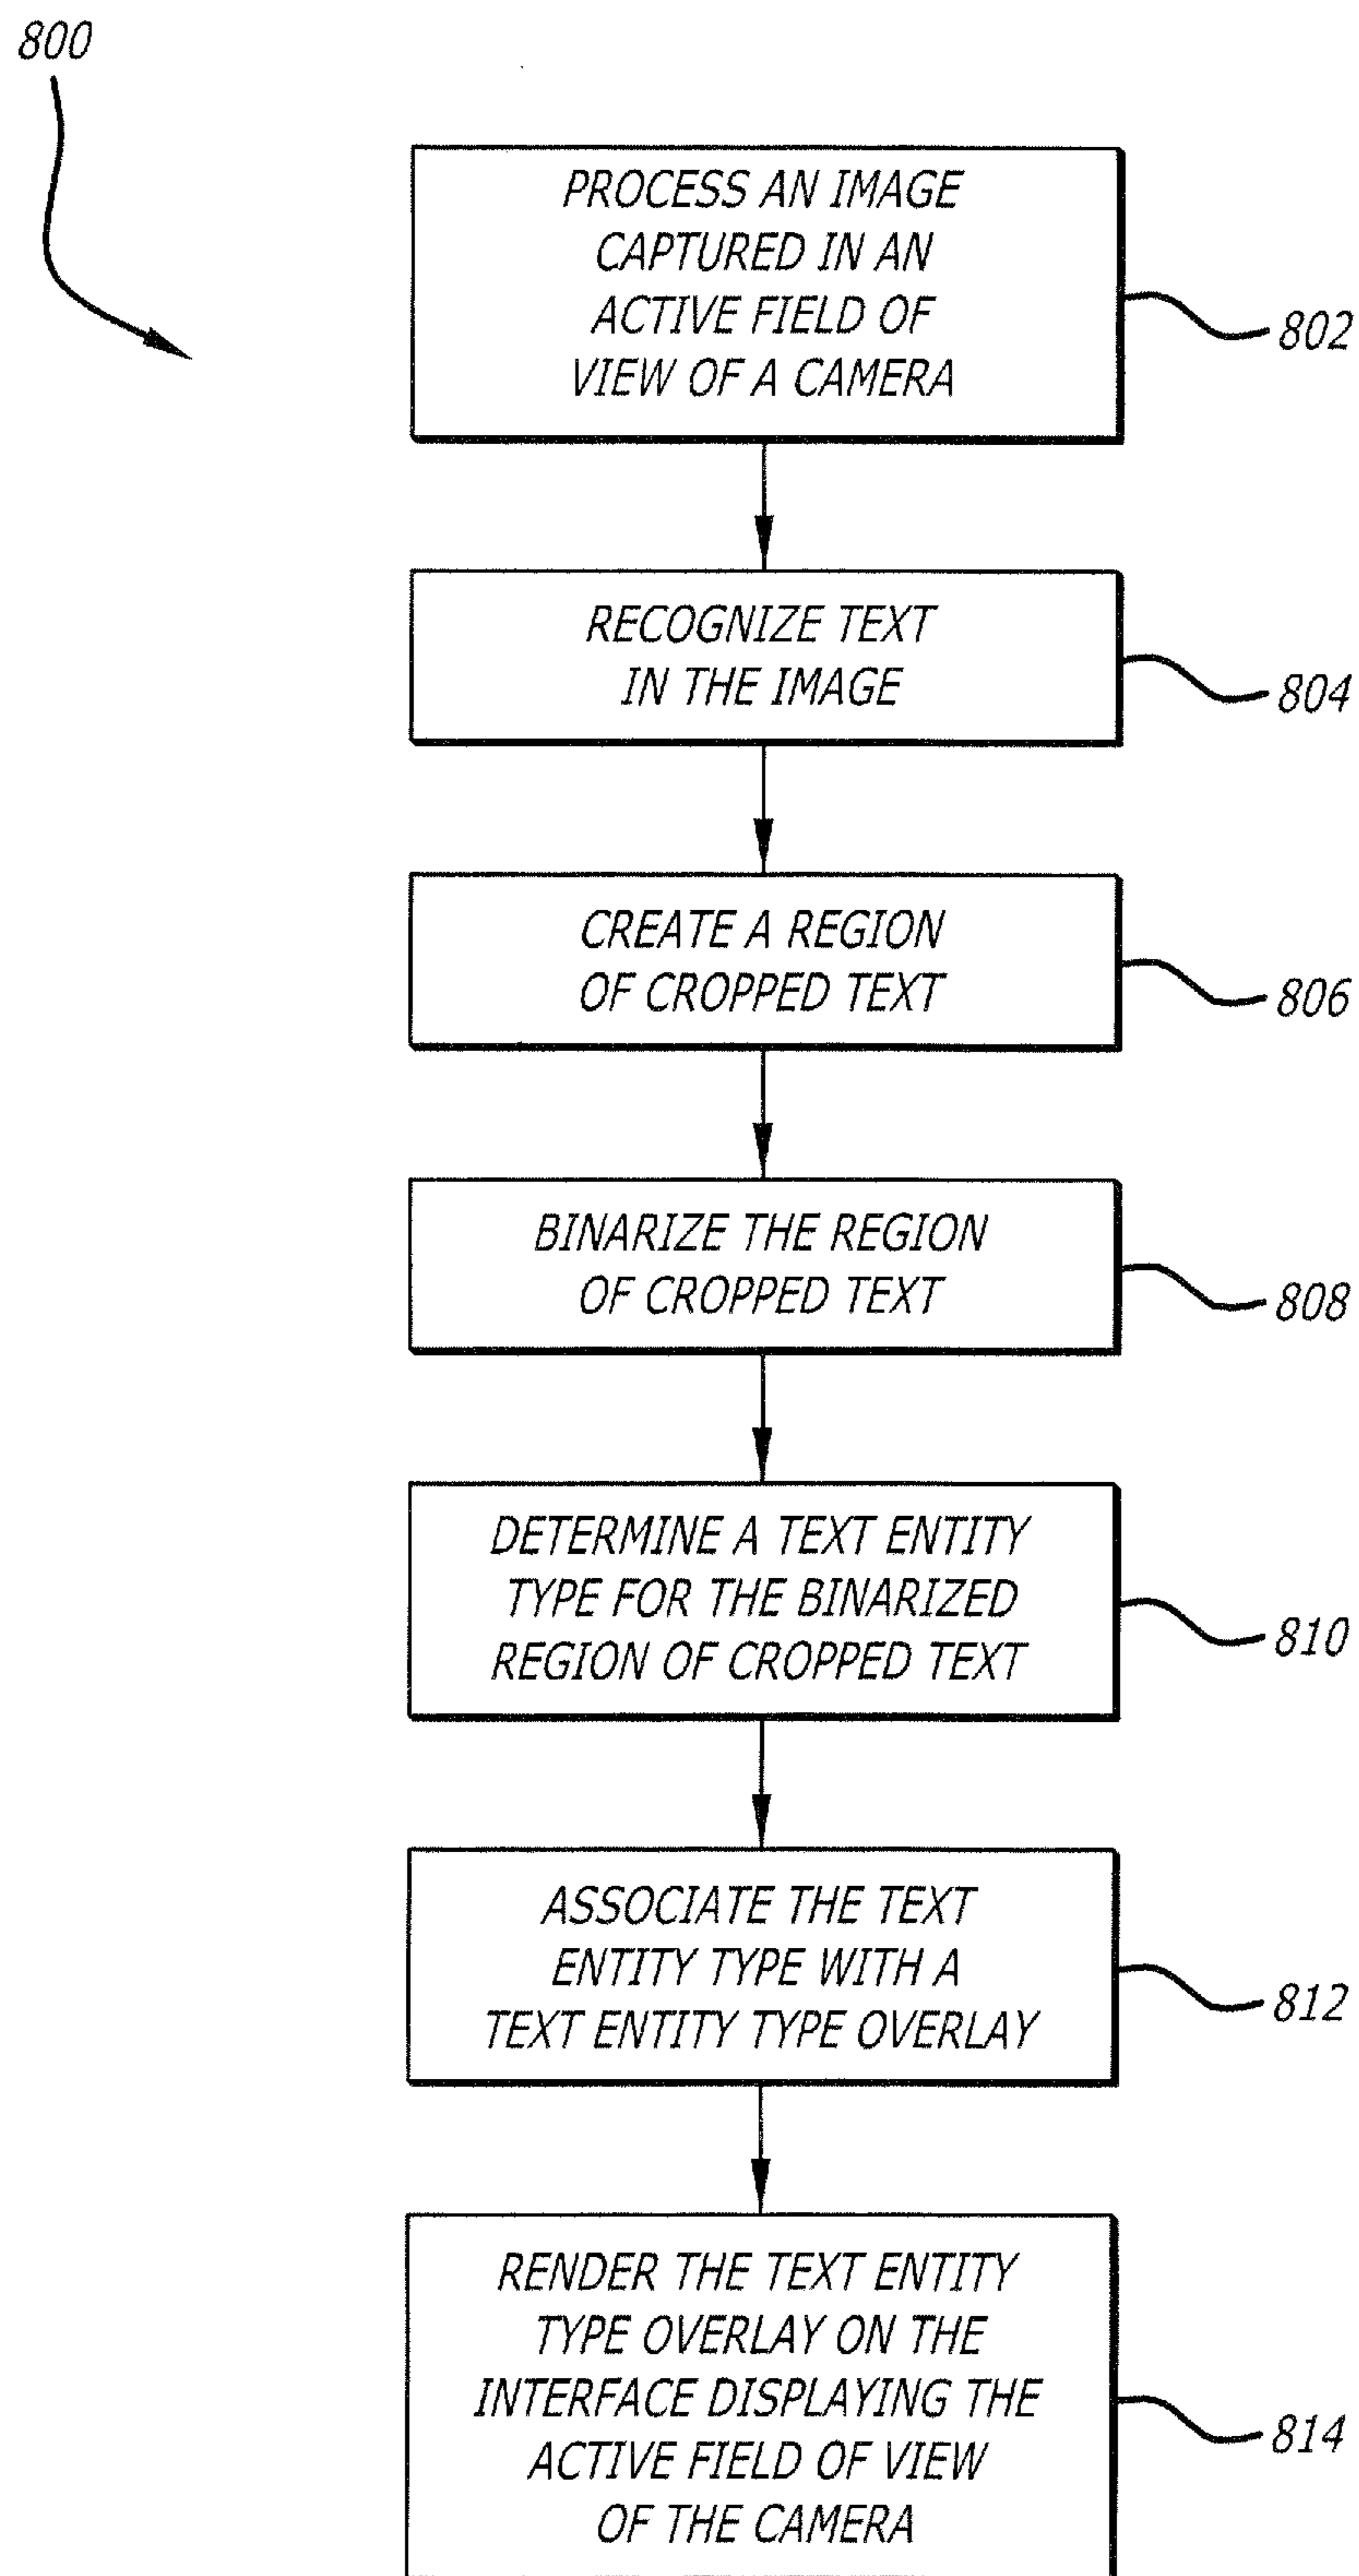 800
PROCESS AN IMAGE
CAPTURED IN AN
ACTIVE FIELD OF
VIEW OF A CAMERA
802
RECOGNIZE TEXT
IN THE IMAGE
804
CREATE A REGION
OF CROPPED TEXT
806
BINARIZE THE REGION
OF CROPPED TEXT
808
DETERMINE A TEXT ENTITY
TYPE FOR THE BINARIZED
REGION OF CROPPED TEXT
810
ASSOCIATE THE TEXT
ENTITY TYPE WITH A
TEXT ENTITY TYPE OVERLAY
812
RENDER THE TEXT ENTITY
TYPE OVERLAY ON THE
INTERFACE DISPLAYING THE
ACTIVE FIELD OF VIEW
OF THE CAMERA
814